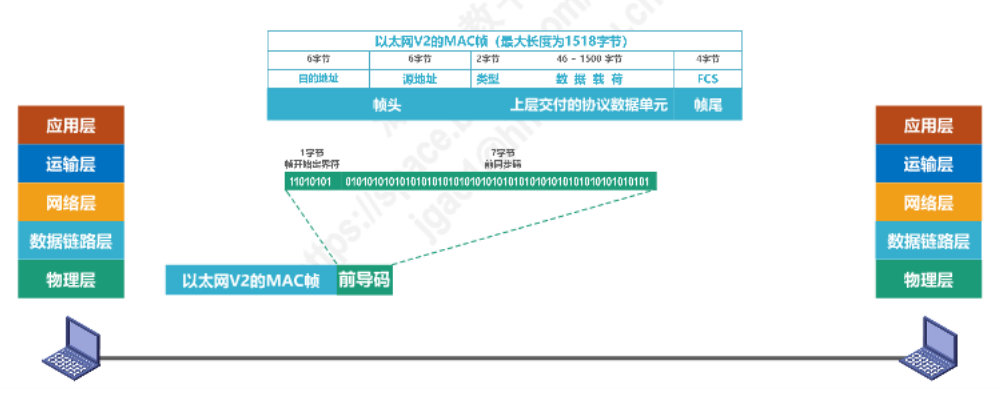 以太网V2的MAC帧（最大长度为1518字节）
6字节 6字节 2字节 46 - 1500 字节 4字节
目的地址 源地址 类型 数 据 载 荷 FCS
帧头 上层交付的协议数据单元 帧尾
应用层
运输层
网络层
数据链路层
物理层
1字节
帧开始定界符
7字节
前同步码
11010101 01010101010101010101010101010101010101010101010101010101
以太网V2的MAC帧 前导码
应用层
运输层
网络层
数据链路层
物理层